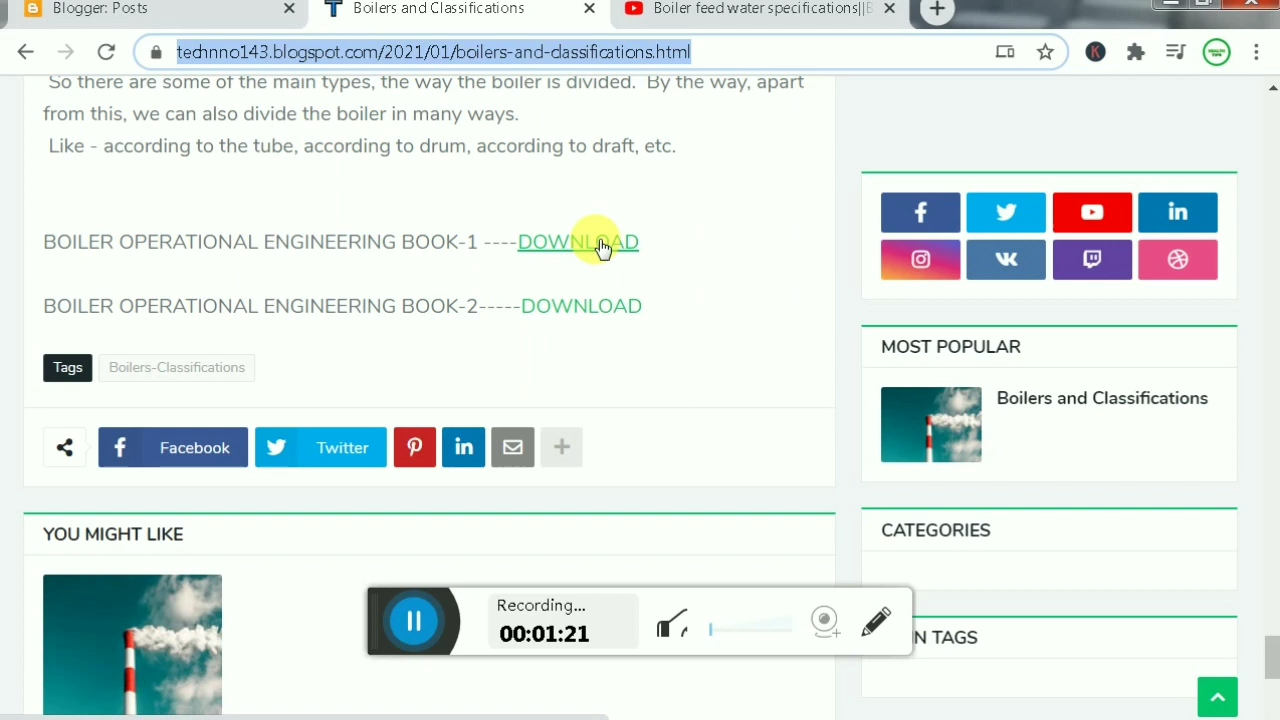 Blogger: Posts
Boilers and Classifications
Boiler feed water specifications||B
technno143.blogspot.com/2021/01/boilers-and-classifications.html
So there are some of the main types, the way the boiler is divided. By the way, apart
from this, we can also divide the boiler in many ways.
Like - according to the tube, according to drum, according to draft, etc.
BOILER OPERATIONAL ENGINEERING BOOK-1 ----DOWNLOAD
BOILER OPERATIONAL ENGINEERING BOOK-2-----DOWNLOAD
Tags
Boilers-Classifications
Facebook
Twitter
YOU MIGHT LIKE
MOST POPULAR
Boilers and Classifications
CATEGORIES
N TAGS
Recording...
00:01:21